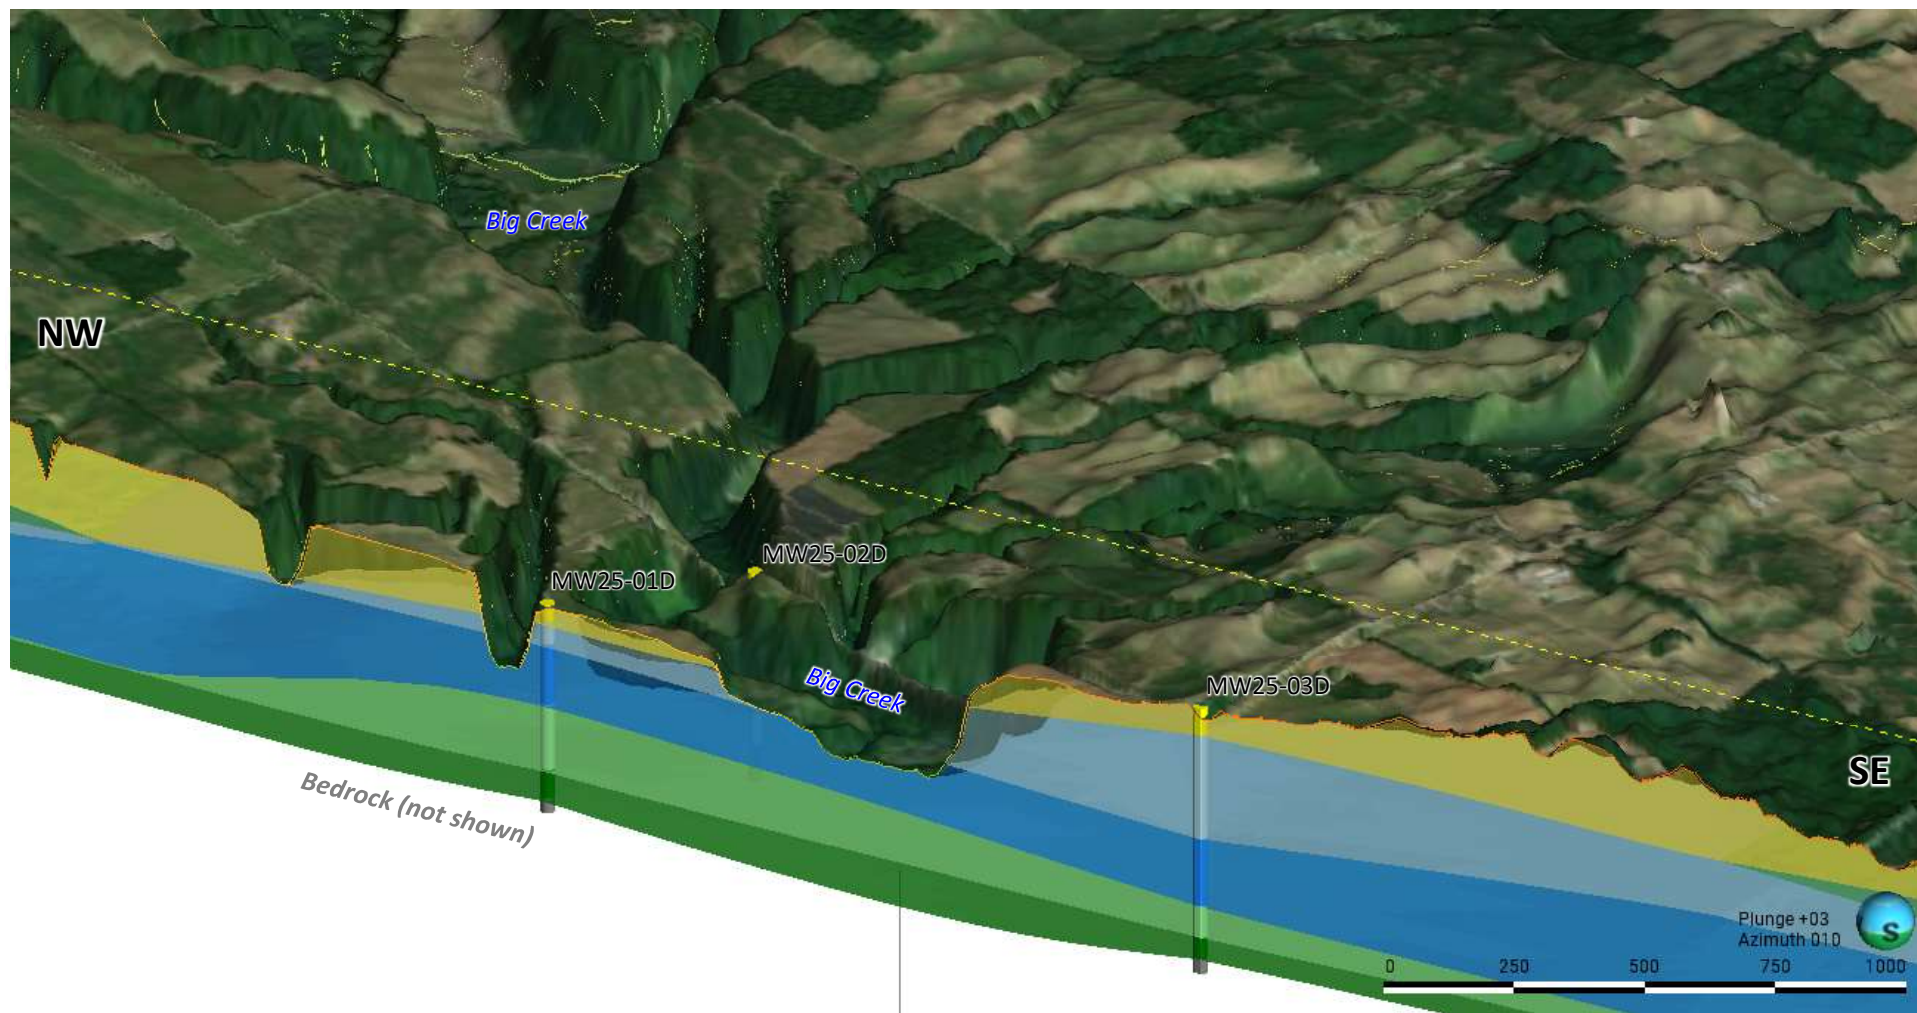 Big Creek
NW
MW25-02D
MW25-01D
Big Creek
MW25-03D
SE
Bedrock (not shown)
Plunge +03
Azimuth 010
S
0 250 500 750 1000